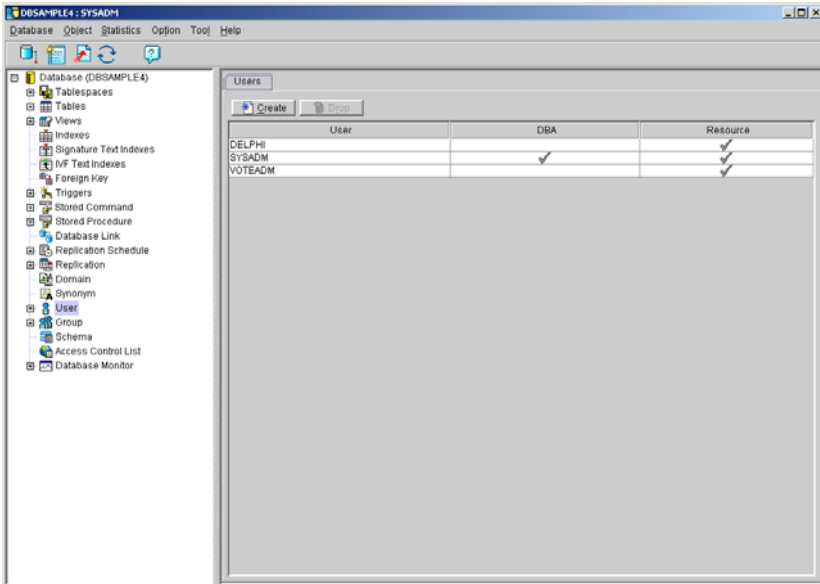 DBSAMPLE4 : SYSADM
Database Object Statistics Option Tool Help
Database (DBSAMPLE4)
Tablespaces
Tables
Views
Indexes
Signature Text Indexes
IVF Text Indexes
Foreign Key
Triggers
Stored Command
Stored Procedure
Database Link
Replication Schedule
Replication
Domain
Synonym
User
Group
Schema
Access Control List
Database Monitor
Users
Create Drop
User DBA Resource
DELPHI
SYSADM
VOTEADM